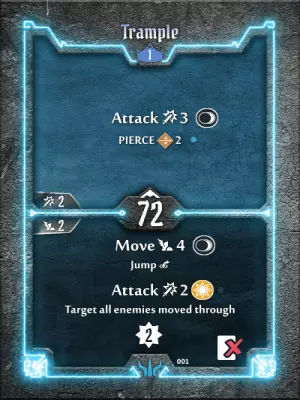 Trample
1
Attack 3
PIERCE 2
2
72
2
Move 4
Jump
Attack 2
Target all enemies moved through
2
001